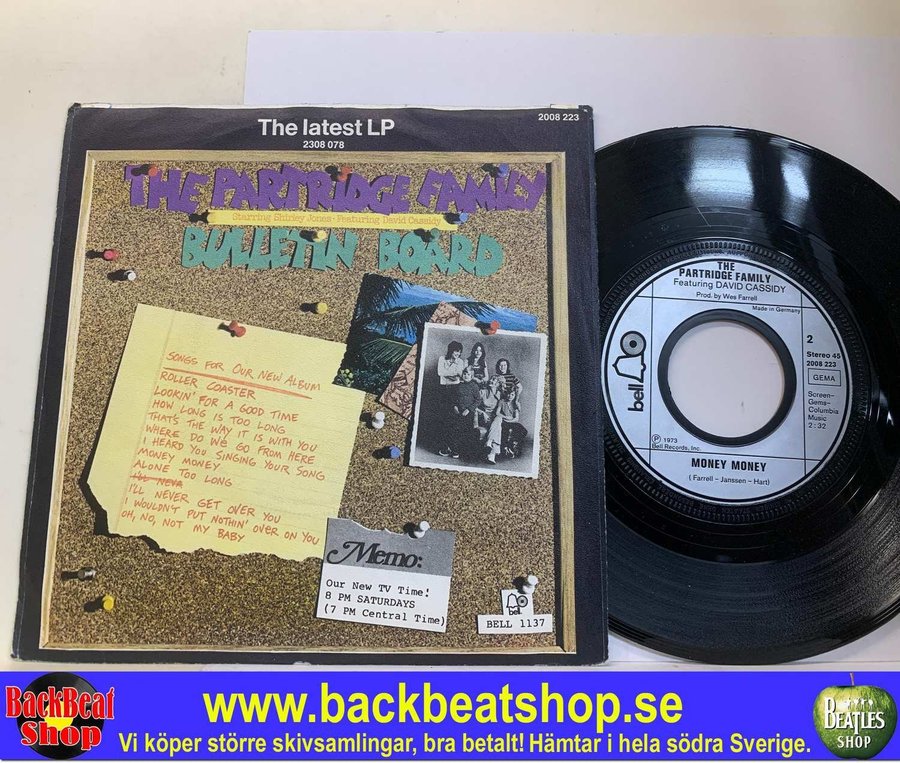 The latest LP
2308 078
2008 223
THE PARTRIDGE FAMILY
Starring Shirley Jones · Featuring David Cassidy
BULLETIN BOARD
SONGS FOR OUR NEW ALBUM
ROLLER COASTER
LOOKIN' FOR A GOOD TIME
HOW LONG IS TOO LONG
THAT'S THE WAY IT IS WITH YOU
WHERE DO WE GO FROM HERE
I HEARD YOU SINGING YOUR SONG
MONEY MONEY
ALONE TOO LONG
I'LL NEVA
I'LL NEVER GET OVER YOU
I WOULDN'T PUT NOTHIN' OVER ON YOU
OH, NO, NOT MY BABY
Memo:
Our New TV Time!
8 PM SATURDAYS
(7 PM Central Time)
bell
BELL 1137
THE
PARTRIDGE FAMILY
Featuring DAVID CASSIDY
Prod. by Wes Farrell
Made in Germany
bell
2
Stereo 45
2008 223
GEMA
Screen-
Gems-
Columbia
Music
2:32
Ⓟ 1973
Bell Records, Inc.
MONEY MONEY
(Farrell - Janssen - Hart)
BackBeat
Shop
www.backbeatshop.se
Vi köper större skivsamlingar, bra betalt! Hämtar i hela södra Sverige.
BEATLES
SHOP